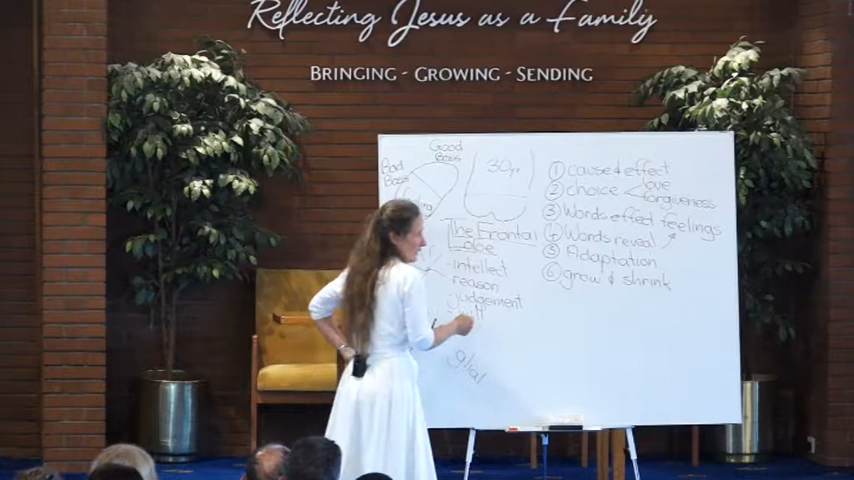 Reflecting Jesus as a Family
BRINGING - GROWING - SENDING
Good
Boss
Bad
Boss
30yr
The Frontal
Lobe
-intellect
-reason
judgement
glial
① cause & effect
② choice < love
forgiveness
③ Words effect feelings
④ Words reveal
⑤ Adaptation
⑥ grow & shrink